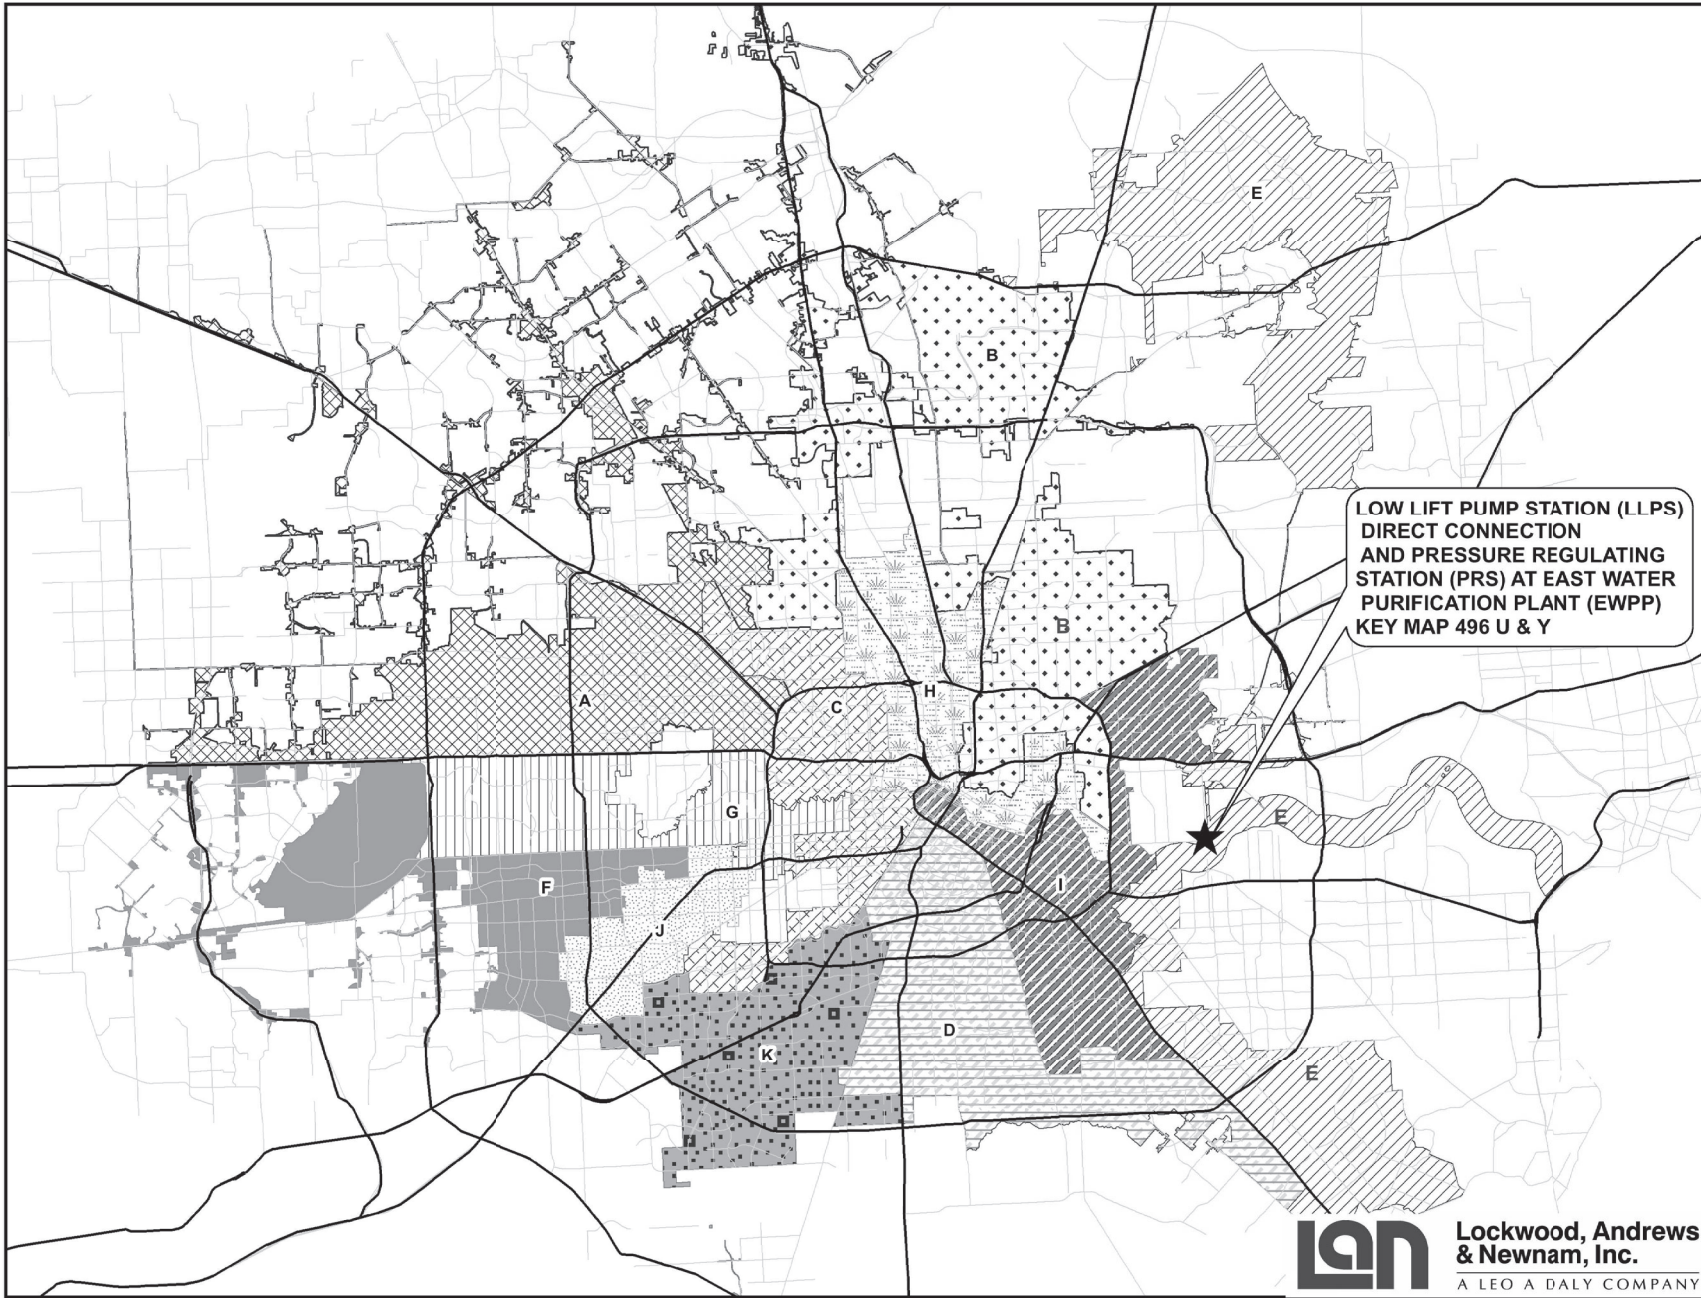 E
B
LOW LIFT PUMP STATION (LLPS)
DIRECT CONNECTION
AND PRESSURE REGULATING
STATION (PRS) AT EAST WATER
PURIFICATION PLANT (EWPP)
KEY MAP 496 U & Y
B
H
A
C
G
E
F
I
J
D
K
E
LAN
Lockwood, Andrews
& Newnam, Inc.
A LEO A DALY COMPANY